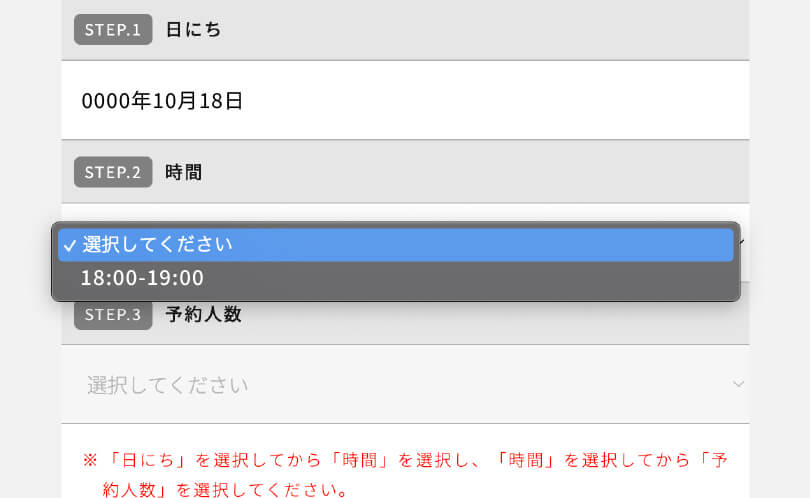 STEP.1 日にち
0000年10月18日
STEP.2 時間
✓ 選択してください
18:00-19:00
STEP.3 予約人数
選択してください
※「日にち」を選択してから「時間」を選択し、「時間」を選択してから「予
約人数」を選択してください。